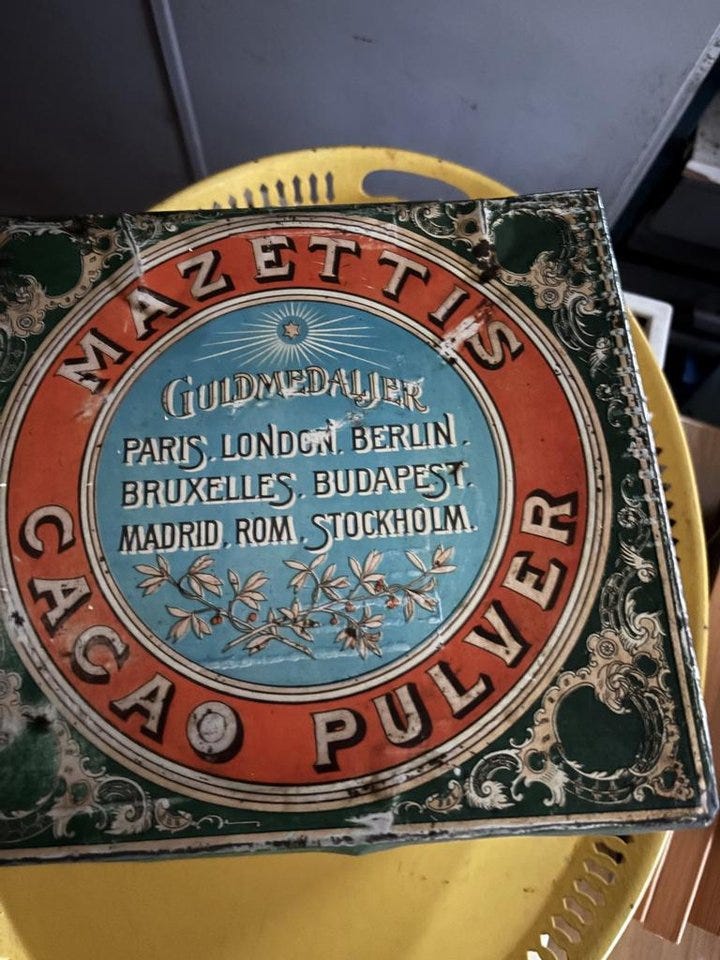 MAZETTIS
GULDMEDALJER
PARIS. LONDON. BERLIN.
BRUXELLES. BUDAPEST.
MADRID. ROM. STOCKHOLM.
CACAO PULVER